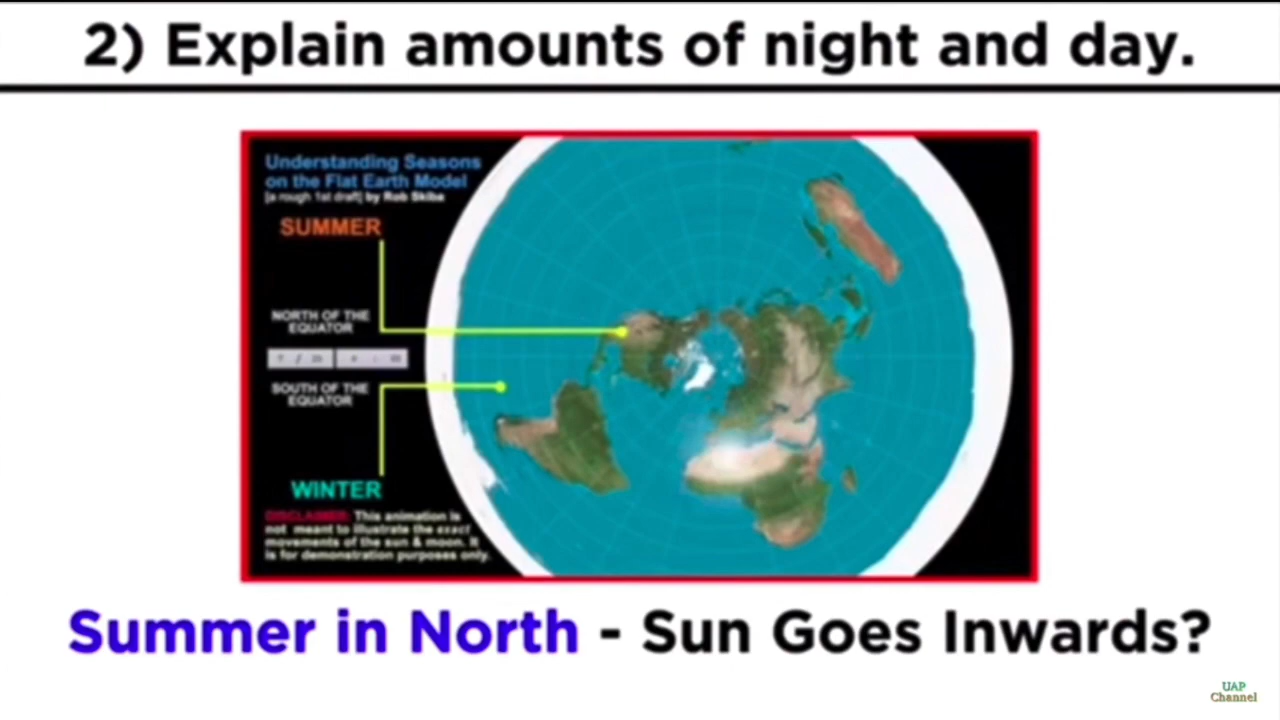 2) Explain amounts of night and day.
Understanding Seasons
on the Flat Earth Model
[a rough 1st draft] by Rob Skiba
SUMMER
NORTH OF THE
EQUATOR
SOUTH OF THE
EQUATOR
WINTER
DISCLAIMER: This animation is
not meant to illustrate the exact
movements of the sun & moon. It
is for demonstration purposes only.
Summer in North - Sun Goes Inwards?
UAP
Channel